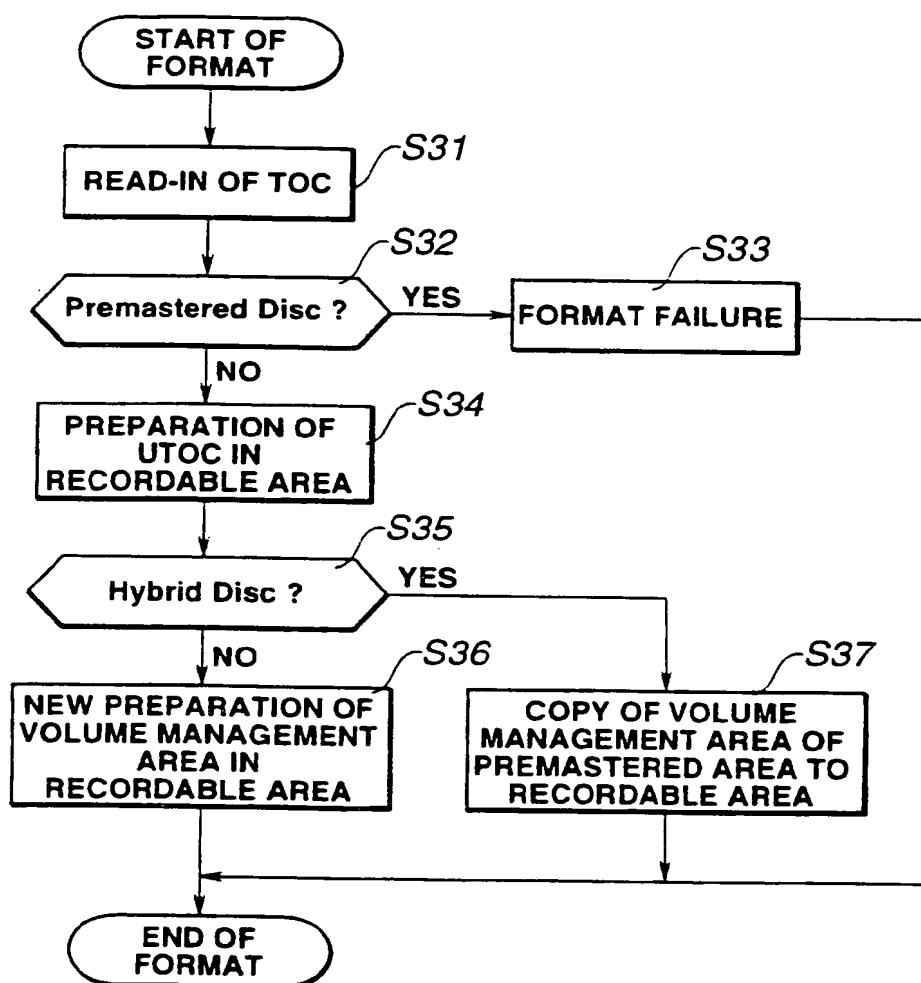 START OF
FORMAT
S31
READ-IN OF TOC
S32
Premastered Disc ?
YES
S33
FORMAT FAILURE
NO
S34
PREPARATION OF
UTOC IN
RECORDABLE AREA
S35
Hybrid Disc ?
YES
NO
S36
NEW PREPARATION OF
VOLUME MANAGEMENT
AREA IN
RECORDABLE AREA
S37
COPY OF VOLUME
MANAGEMENT AREA OF
PREMASTERED AREA TO
RECORDABLE AREA
END OF
FORMAT